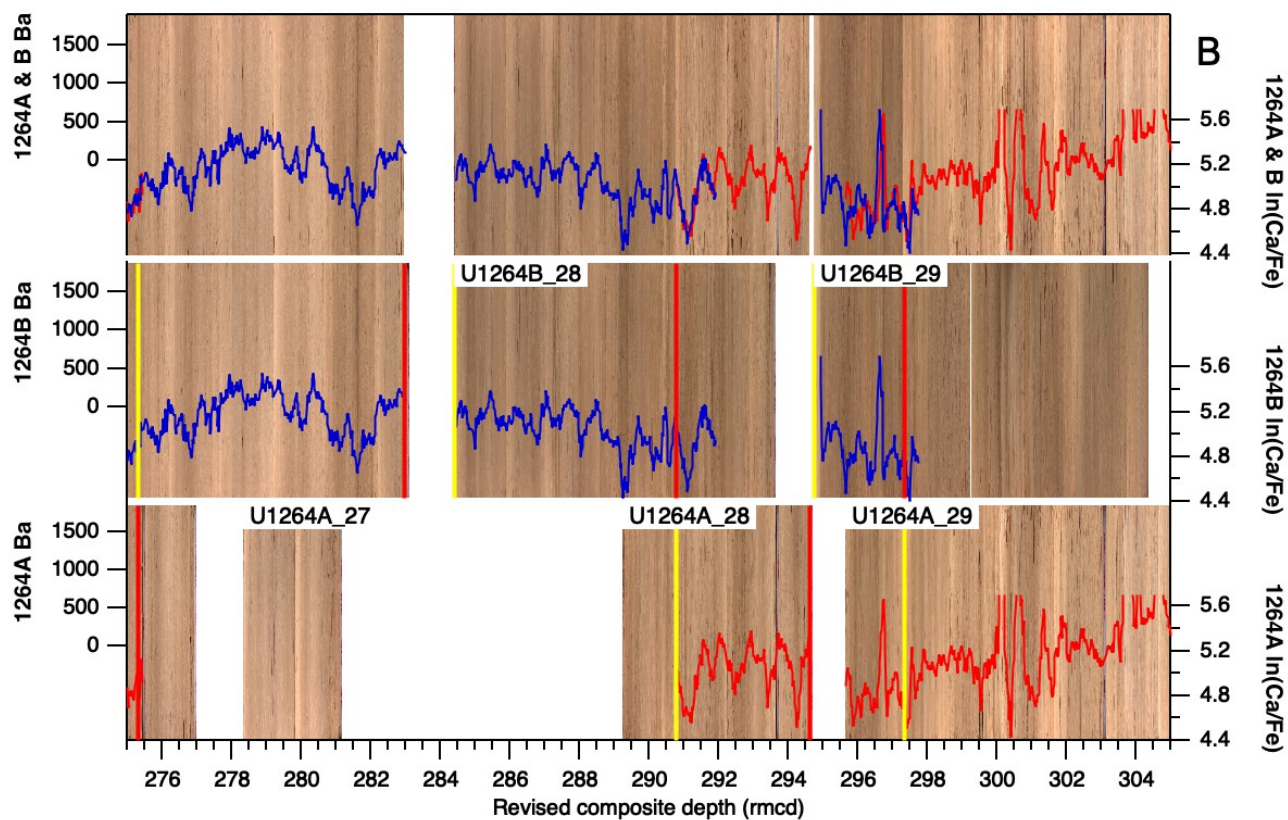 B
1264A & B Ba
1500
1000
500
0
5.6
5.2
4.8
4.4
1264A & B ln(Ca/Fe)
U1264B_28
U1264B_29
1264B Ba
1500
1000
500
0
5.6
5.2
4.8
4.4
1264B ln(Ca/Fe)
U1264A_27
U1264A_28
U1264A_29
1264A Ba
1500
1000
500
0
5.6
5.2
4.8
4.4
1264A ln(Ca/Fe)
276 278 280 282 284 286 288 290 292 294 296 298 300 302 304
Revised composite depth (rmcd)